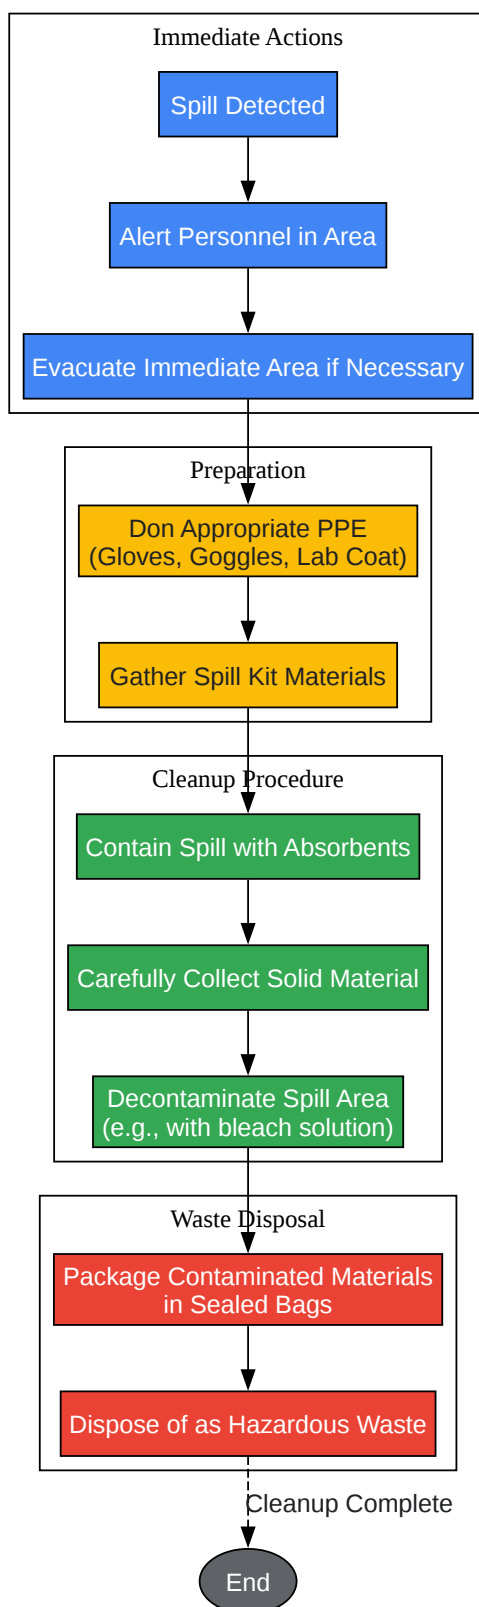 Immediate Actions
Spill Detected
Alert Personnel in Area
Evacuate Immediate Area if Necessary
Preparation
Don Appropriate PPE
(Gloves, Goggles, Lab Coat)
Gather Spill Kit Materials
Cleanup Procedure
Contain Spill with Absorbents
Carefully Collect Solid Material
Decontaminate Spill Area
(e.g., with bleach solution)
Waste Disposal
Package Contaminated Materials
in Sealed Bags
Dispose of as Hazardous Waste
Cleanup Complete
End